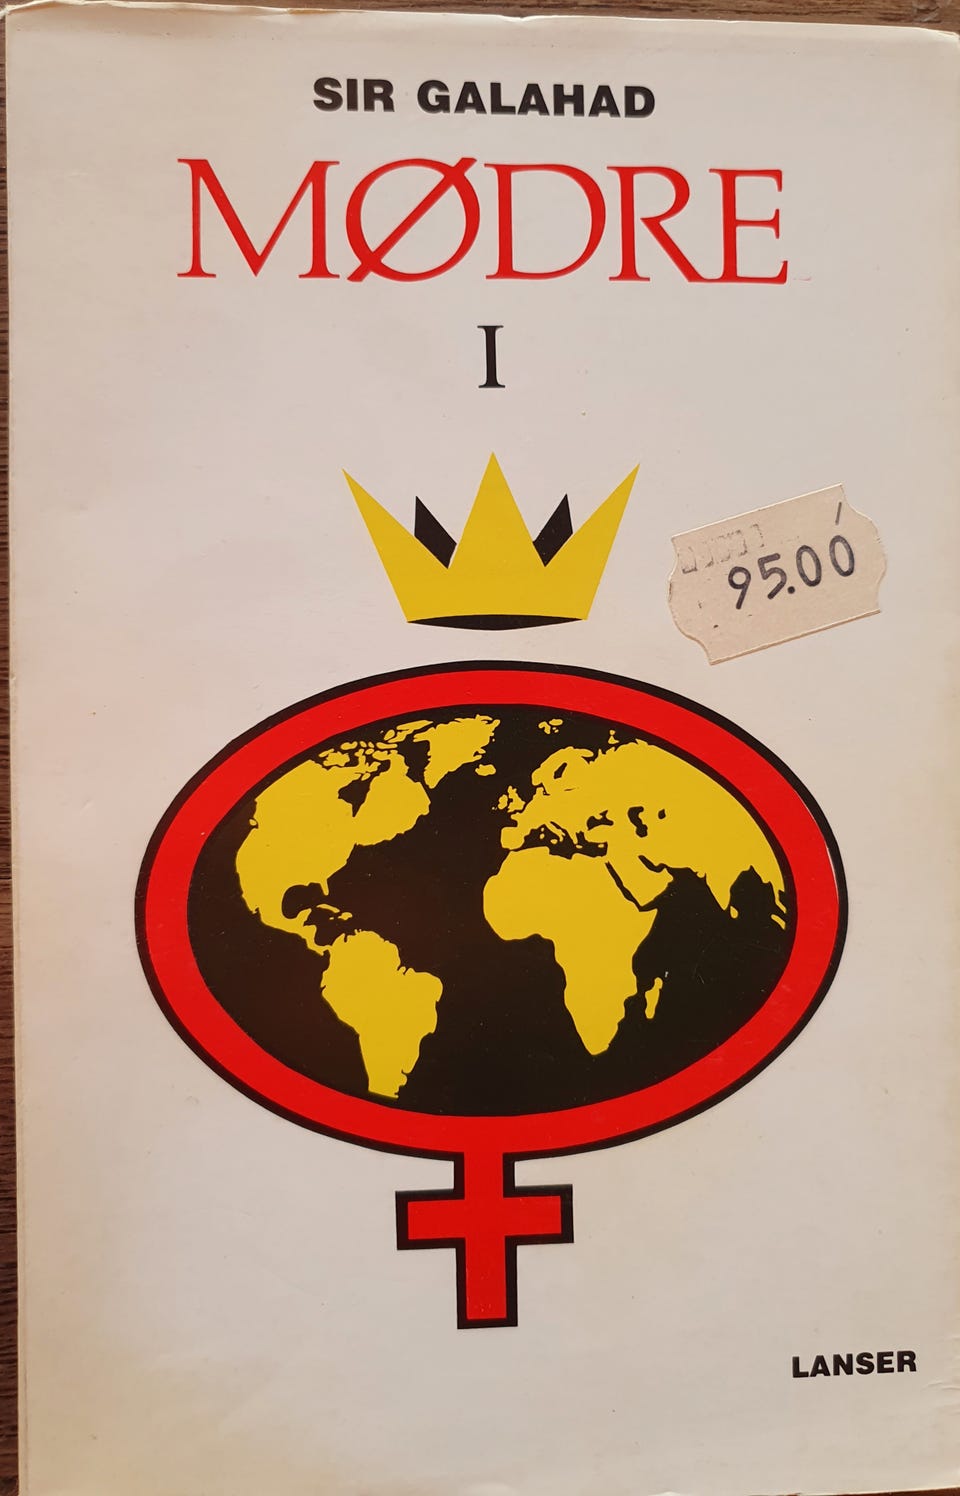 SIR GALAHAD
MØDRE
I
95.00
LANSER